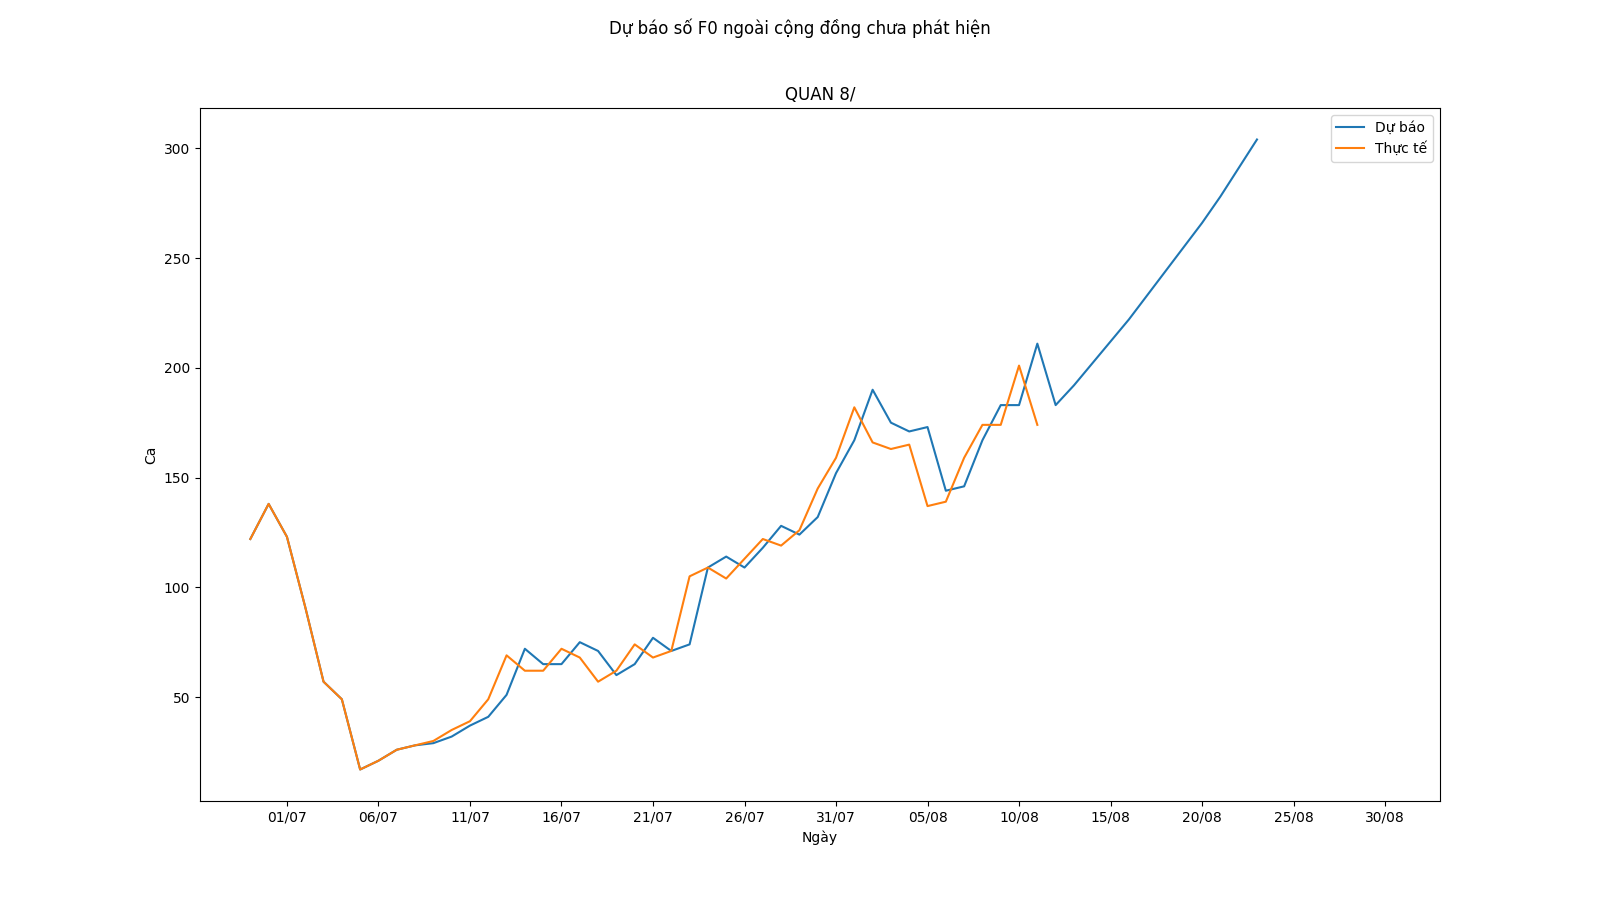 Dự báo số F0 ngoài cộng đồng chưa phát hiện
QUAN 8/
Dự báo
Thực tế
300
250
200
150
100
50
Ca
01/07 06/07 11/07 16/07 21/07 26/07 31/07 05/08 10/08 15/08 20/08 25/08 30/08
Ngày